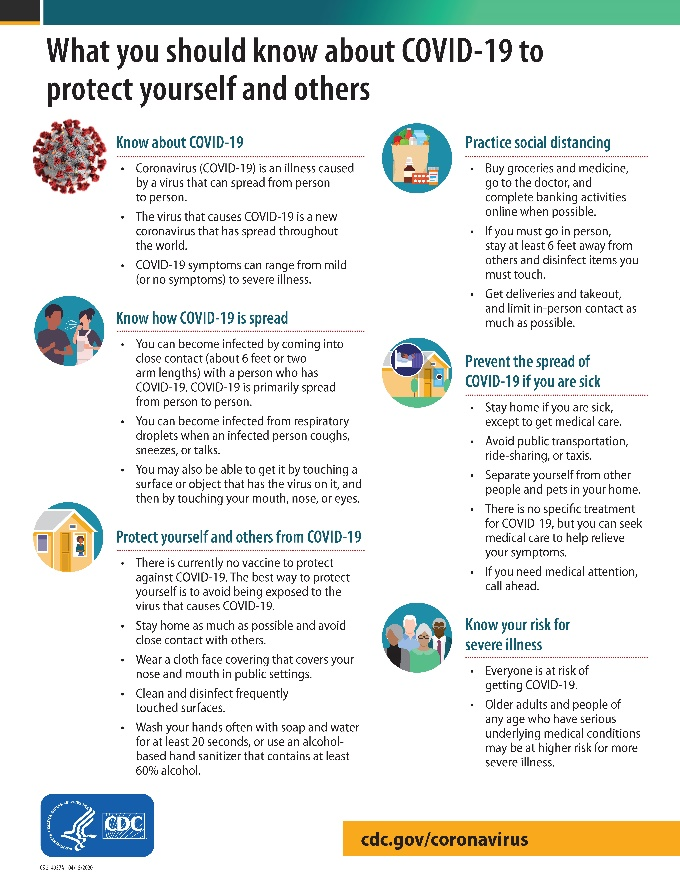 What you should know about COVID-19 to
protect yourself and others
Know about COVID-19
• Coronavirus (COVID-19) is an illness caused
by a virus that can spread from person
to person.
• The virus that causes COVID-19 is a new
coronavirus that has spread throughout
the world.
• COVID-19 symptoms can range from mild
(or no symptoms) to severe illness.
Know how COVID-19 is spread
• You can become infected by coming into
close contact (about 6 feet or two
arm lengths) with a person who has
COVID-19. COVID-19 is primarily spread
from person to person.
• You can become infected from respiratory
droplets when an infected person coughs,
sneezes, or talks.
• You may also be able to get it by touching a
surface or object that has the virus on it, and
then by touching your mouth, nose, or eyes.
Protect yourself and others from COVID-19
• There is currently no vaccine to protect
against COVID-19. The best way to protect
yourself is to avoid being exposed to the
virus that causes COVID-19.
• Stay home as much as possible and avoid
close contact with others.
• Wear a cloth face covering that covers your
nose and mouth in public settings.
• Clean and disinfect frequently
touched surfaces.
• Wash your hands often with soap and water
for at least 20 seconds, or use an alcohol-
based hand sanitizer that contains at least
60% alcohol.
Practice social distancing
• Buy groceries and medicine,
go to the doctor, and
complete banking activities
online when possible.
• If you must go in person,
stay at least 6 feet away from
others and disinfect items you
must touch.
• Get deliveries and takeout,
and limit in-person contact as
much as possible.
Prevent the spread of
COVID-19 if you are sick
• Stay home if you are sick,
except to get medical care.
• Avoid public transportation,
ride-sharing, or taxis.
• Separate yourself from other
people and pets in your home.
• There is no specific treatment
for COVID-19, but you can seek
medical care to help relieve
your symptoms.
• If you need medical attention,
call ahead.
Know your risk for
severe illness
• Everyone is at risk of
getting COVID-19.
• Older adults and people of
any age who have serious
underlying medical conditions
may be at higher risk for more
severe illness.
CDC
cdc.gov/coronavirus